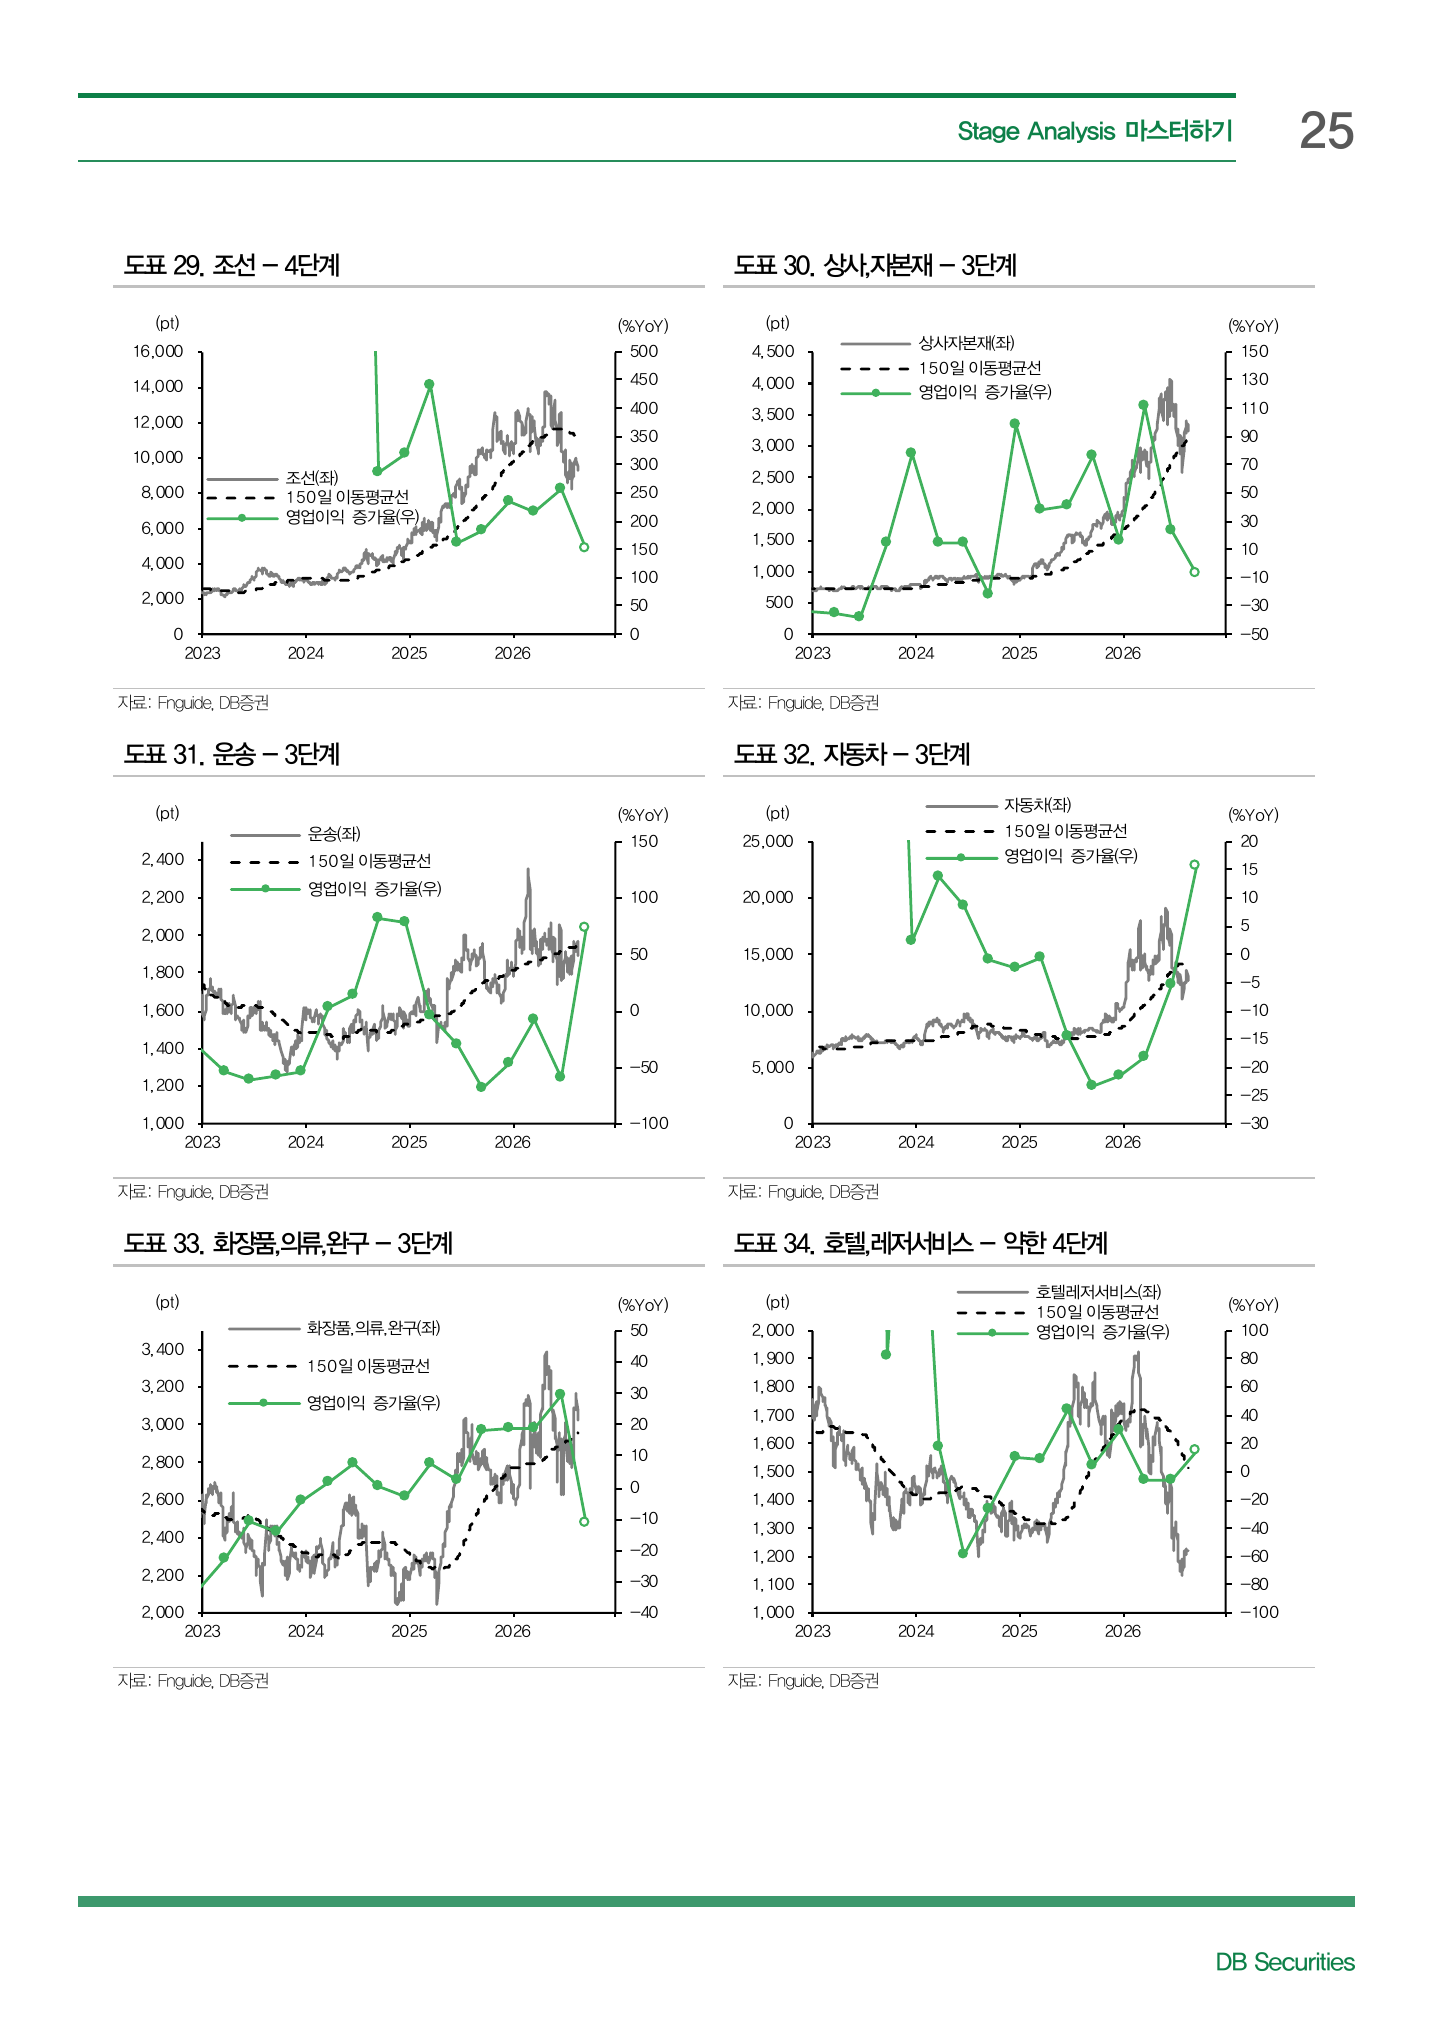 Stage Analysis 마스터하기
25
도표 29. 조선 – 4단계
(pt)
(%YoY)
16,000
14,000
12,000
10,000
8,000
6,000
4,000
2,000
0
500
450
400
350
300
250
200
150
100
50
0
조선(좌)
150일 이동평균선
영업이익 증가율(우)
2023 2024 2025 2026
자료: Fnguide, DB증권
도표 30. 상사,자본재 – 3단계
(pt)
(%YoY)
4,500
4,000
3,500
3,000
2,500
2,000
1,500
1,000
500
0
150
130
110
90
70
50
30
10
-10
-30
-50
상사자본재(좌)
150일 이동평균선
영업이익 증가율(우)
2023 2024 2025 2026
자료: Fnguide, DB증권
도표 31. 운송 – 3단계
(pt)
(%YoY)
2,400
2,200
2,000
1,800
1,600
1,400
1,200
1,000
150
100
50
0
-50
-100
운송(좌)
150일 이동평균선
영업이익 증가율(우)
2023 2024 2025 2026
자료: Fnguide, DB증권
도표 32. 자동차 – 3단계
(pt)
(%YoY)
25,000
20,000
15,000
10,000
5,000
0
20
15
10
5
0
-5
-10
-15
-20
-25
-30
자동차(좌)
150일 이동평균선
영업이익 증가율(우)
2023 2024 2025 2026
자료: Fnguide, DB증권
도표 33. 화장품,의류,완구 – 3단계
(pt)
(%YoY)
3,400
3,200
3,000
2,800
2,600
2,400
2,200
2,000
50
40
30
20
10
0
-10
-20
-30
-40
화장품,의류,완구(좌)
150일 이동평균선
영업이익 증가율(우)
2023 2024 2025 2026
자료: Fnguide, DB증권
도표 34. 호텔,레저서비스 – 약한 4단계
(pt)
(%YoY)
2,000
1,900
1,800
1,700
1,600
1,500
1,400
1,300
1,200
1,100
1,000
100
80
60
40
20
0
-20
-40
-60
-80
-100
호텔레저서비스(좌)
150일 이동평균선
영업이익 증가율(우)
2023 2024 2025 2026
자료: Fnguide, DB증권
DB Securities